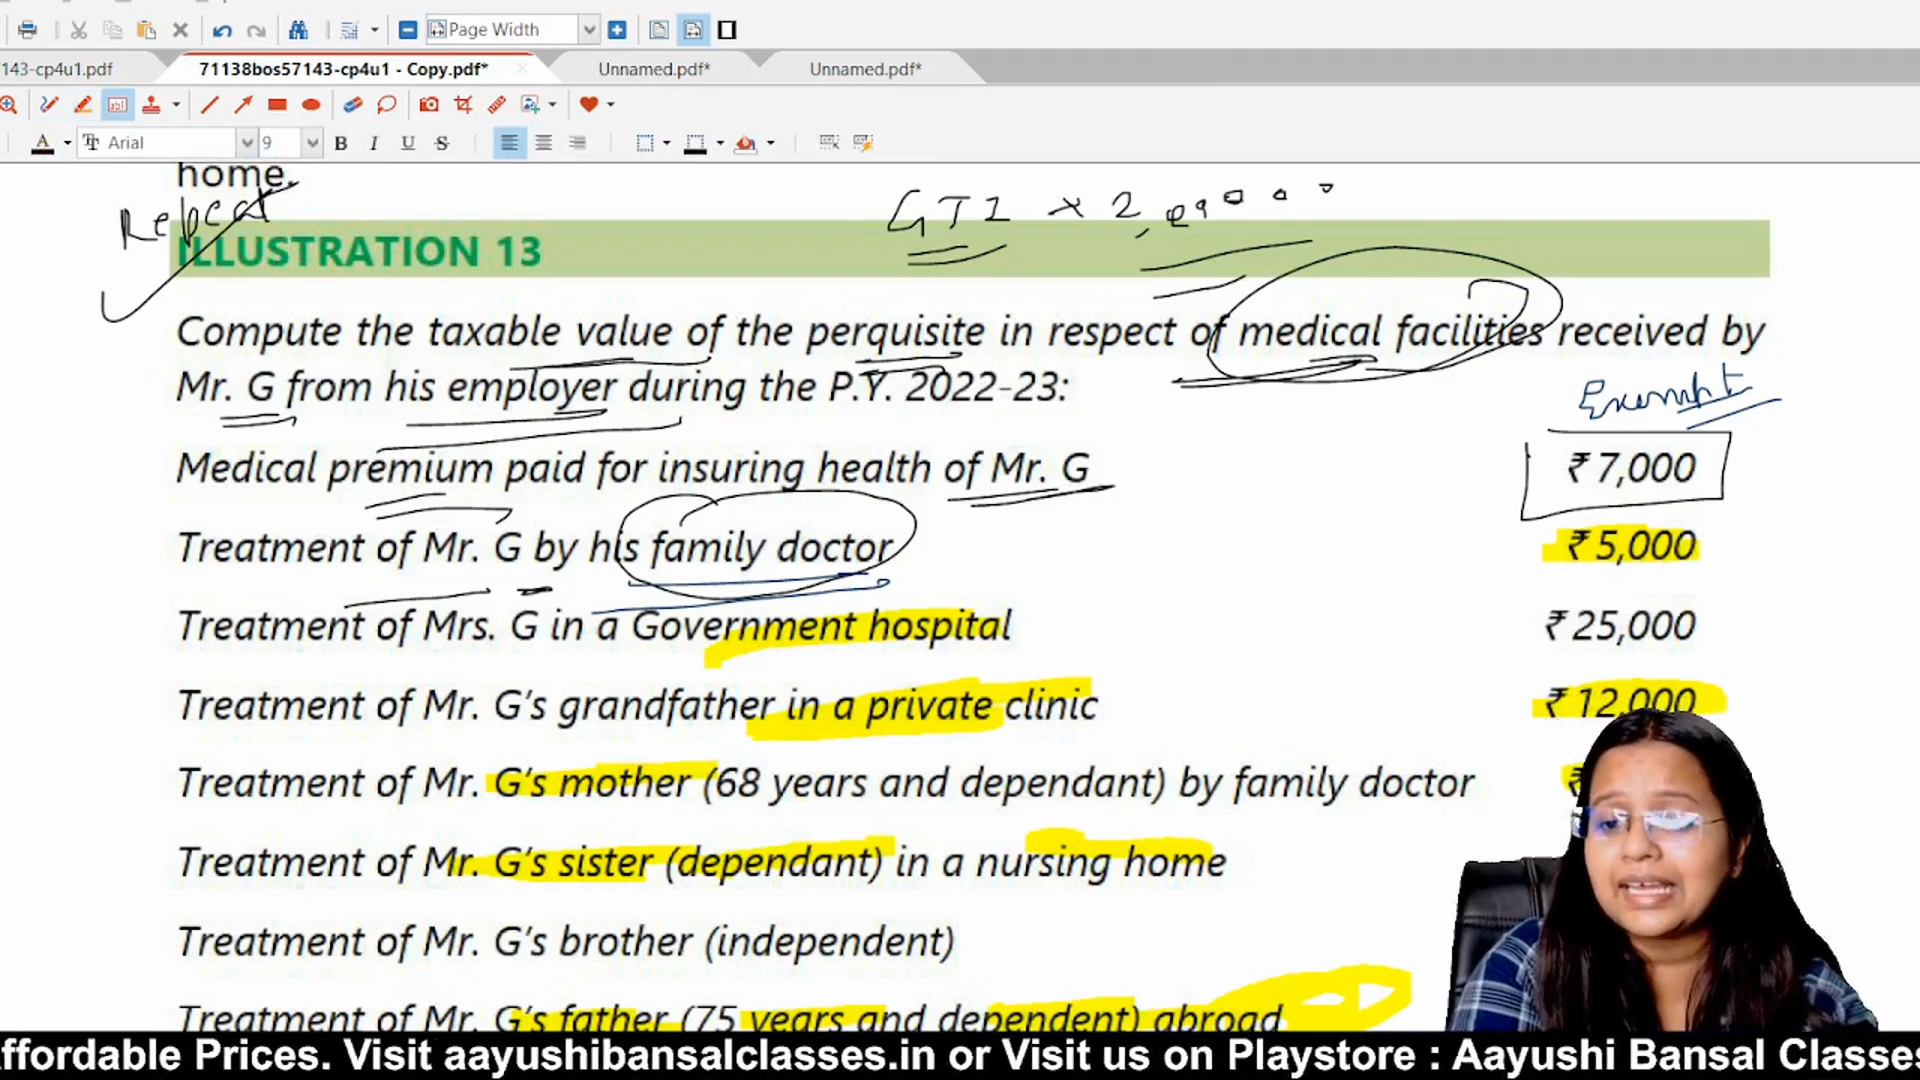 Page Width
143-cp4u1.pdf
71138bos57143-cp4u1 - Copy.pdf*
Unnamed.pdf*
Unnamed.pdf*
Arial
9
B I U S
home.
Repeat
GTI
ILLUSTRATION 13
Compute the taxable value of the perquisite in respect of medical facilities received by
Mr. G from his employer during the P.Y. 2022-23:
Exempt
Medical premium paid for insuring health of Mr. G ₹ 7,000
Treatment of Mr. G by his family doctor ₹ 5,000
Treatment of Mrs. G in a Government hospital ₹ 25,000
Treatment of Mr. G's grandfather in a private clinic ₹ 12,000
Treatment of Mr. G's mother (68 years and dependant) by family doctor ₹
Treatment of Mr. G's sister (dependant) in a nursing home
Treatment of Mr. G's brother (independent)
Treatment of Mr. G's father (75 years and dependent) abroad
ffordable Prices. Visit aayushibansalclasses.in or Visit us on Playstore : Aayushi Bansal Classes